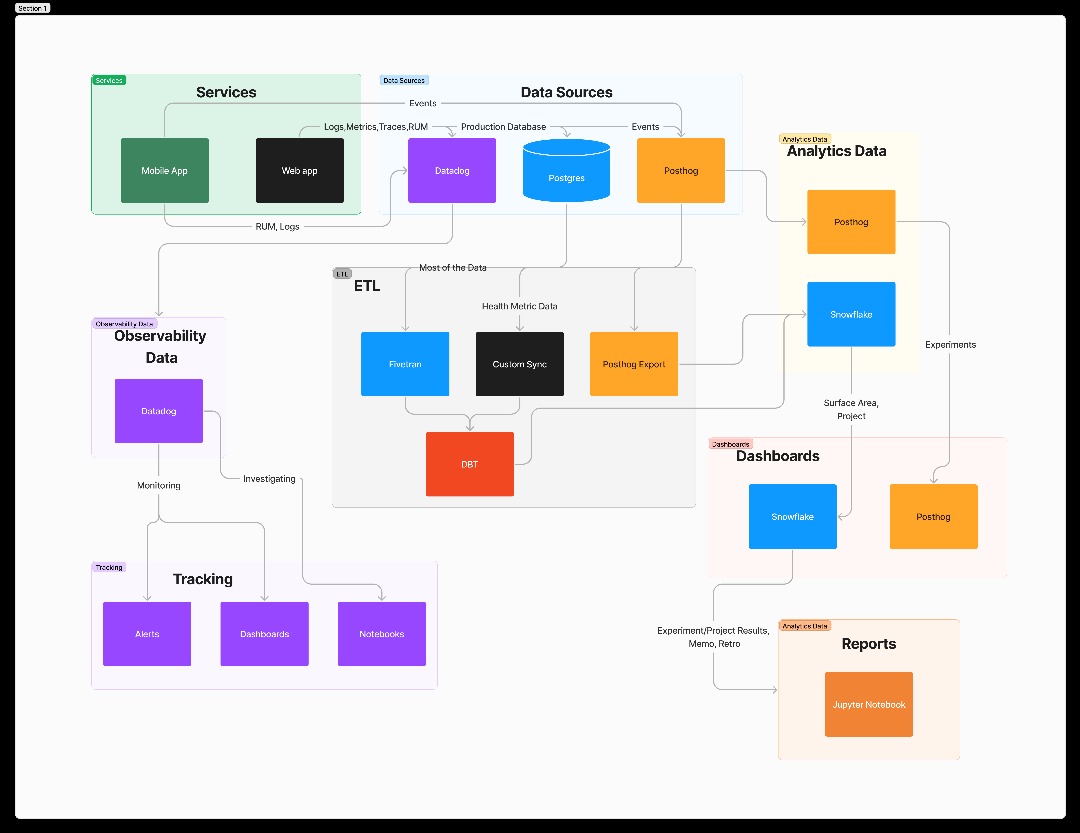 Section 1
Services
Services
Data Sources
Data Sources
Events
Logs,Metrics,Traces,RUM
Production Database
Events
Mobile App
Web app
Datadog
Postgres
Posthog
RUM, Logs
Analytics Data
Analytics Data
Posthog
Snowflake
Experiments
Surface Area,
Project
ETL
ETL
Most of the Data
Health Metric Data
Fivetran
Custom Sync
Posthog Export
DBT
Observability Data
Observability
Data
Datadog
Monitoring
Investigating
Dashboards
Dashboards
Snowflake
Posthog
Tracking
Tracking
Alerts
Dashboards
Notebooks
Experiment/Project Results,
Memo, Retro
Analytics Data
Reports
Jupyter Notebook